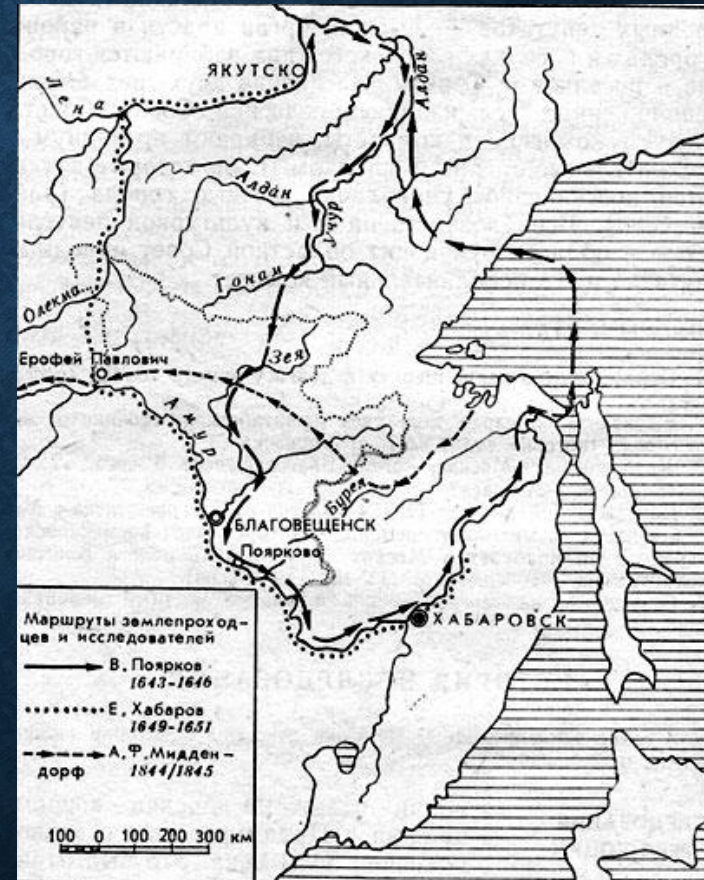 ЯКУТСКО
Лена
Алдан
Алдан
Учур
Гонам
Олекма
Зея
Ерофей Павлович
Амур
Бурея
БЛАГОВЕЩЕНСК
Поярково
ХАБАРОВСК
Маршруты землепроход-
цев и исследователей
В. Поярков
1643-1646
Е. Хабаров
1649-1651
А. Ф. Мидден-
дорф 1844/1845
100 0 100 200 300 км